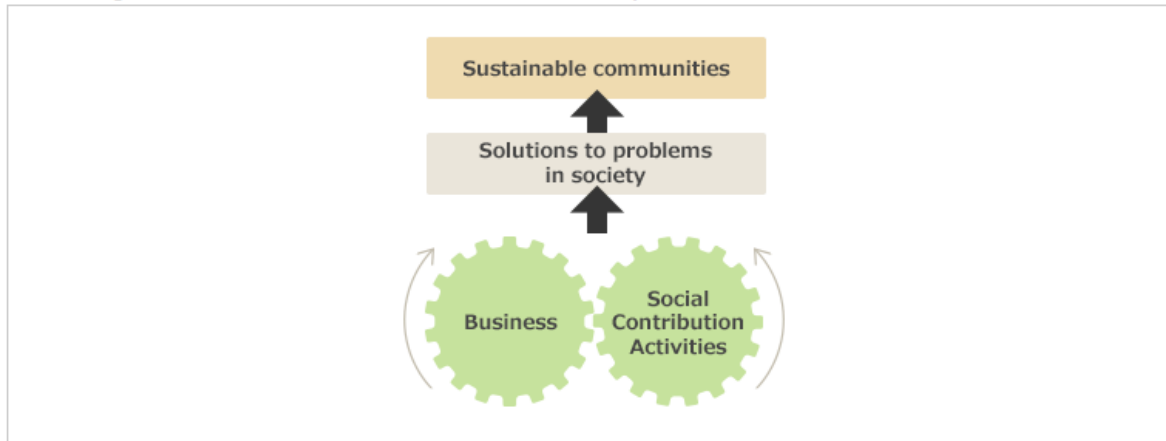 Sustainable communities
Solutions to problems
in society
Business
Social
Contribution
Activities